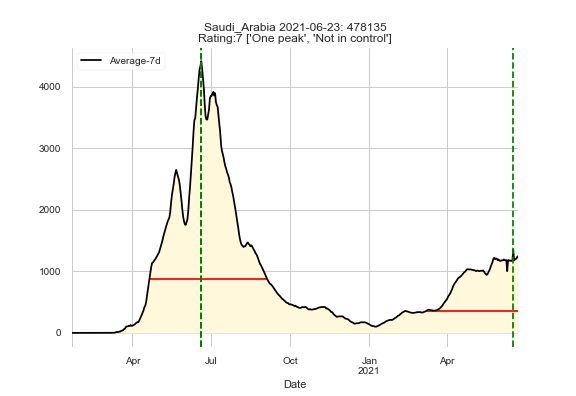 Saudi_Arabia 2021-06-23: 478135
Rating:7 ['One peak', 'Not in control']
Average-7d
4000
3000
2000
1000
0
Apr
Jul
Oct
Jan
2021
Apr
Date